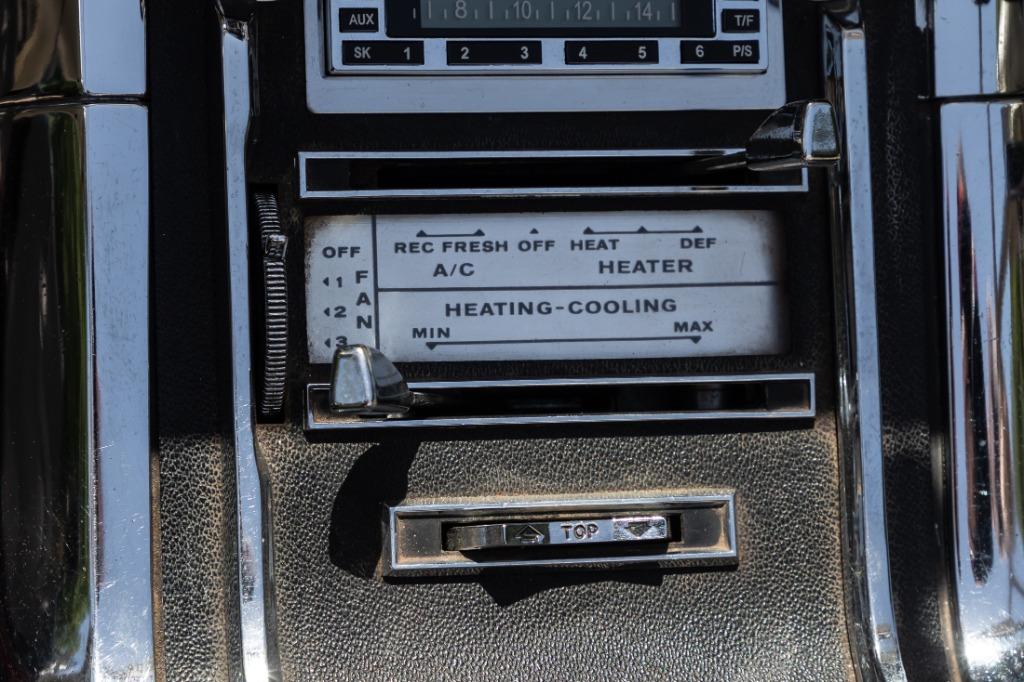 8 10 12 14
AUX T/F
SK 1 2 3 4 5 6 P/S
OFF
1
2
3
FAN
REC FRESH OFF HEAT DEF
A/C HEATER
HEATING-COOLING
MIN MAX
TOP